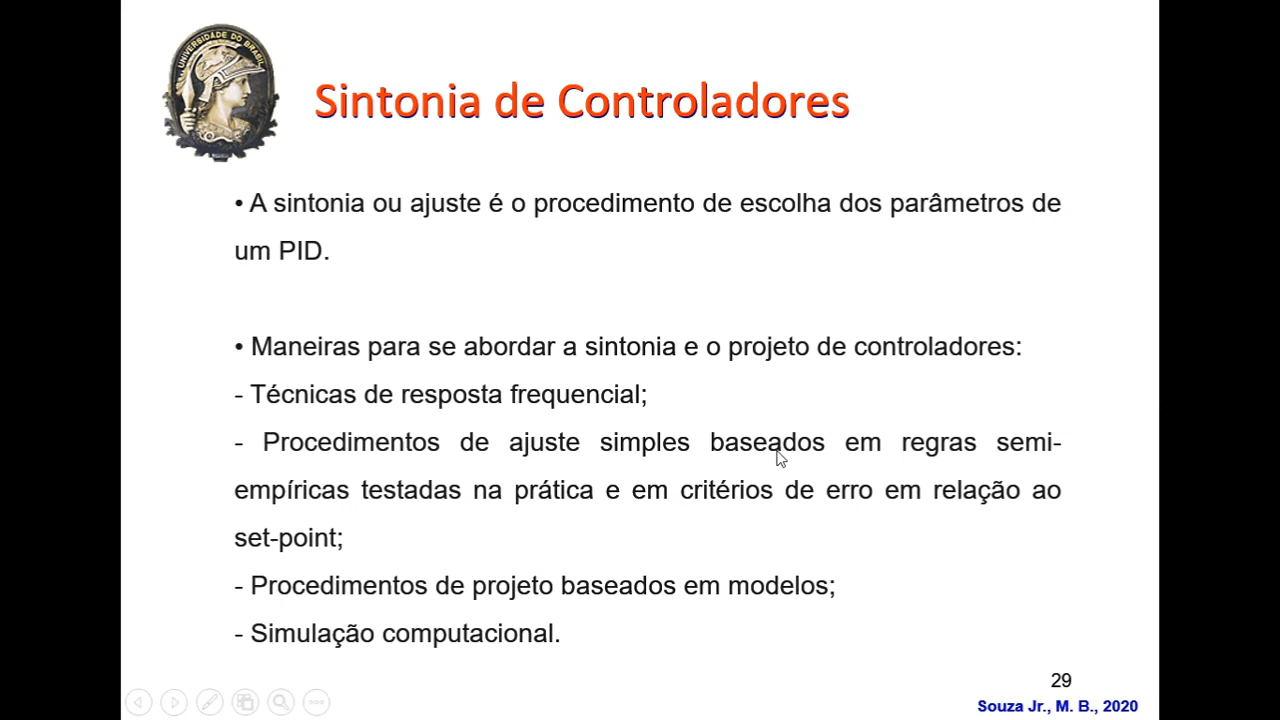 UNIVERSIDADE DO BRASIL
Sintonia de Controladores
• A sintonia ou ajuste é o procedimento de escolha dos parâmetros de
um PID.
• Maneiras para se abordar a sintonia e o projeto de controladores:
- Técnicas de resposta frequencial;
- Procedimentos de ajuste simples baseados em regras semi-
empíricas testadas na prática e em critérios de erro em relação ao
set-point;
- Procedimentos de projeto baseados em modelos;
- Simulação computacional.
29
Souza Jr., M. B., 2020